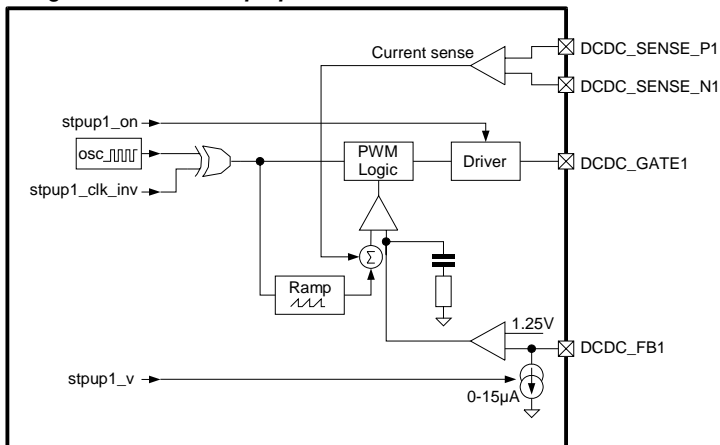 Current sense
DCDC_SENSE_P1
DCDC_SENSE_N1
stpup1_on
osc
PWM
Logic
Driver
DCDC_GATE1
stpup1_clk_inv
Σ
Ramp
1.25V
DCDC_FB1
stpup1_v
0-15µA